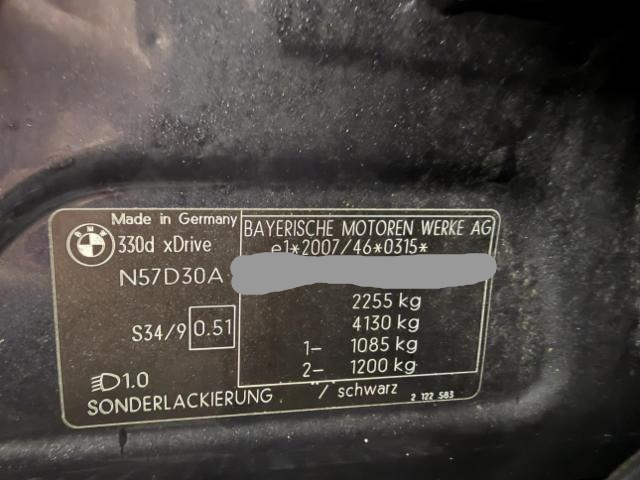 Made in Germany
BMW
330d xDrive
N57D30A
S34/9 0.51
1.0
SONDERLACKIERUNG / schwarz
BAYERISCHE MOTOREN WERKE AG
e1*2007/46*0315*
2255 kg
4130 kg
1- 1085 kg
2- 1200 kg
2 122 583